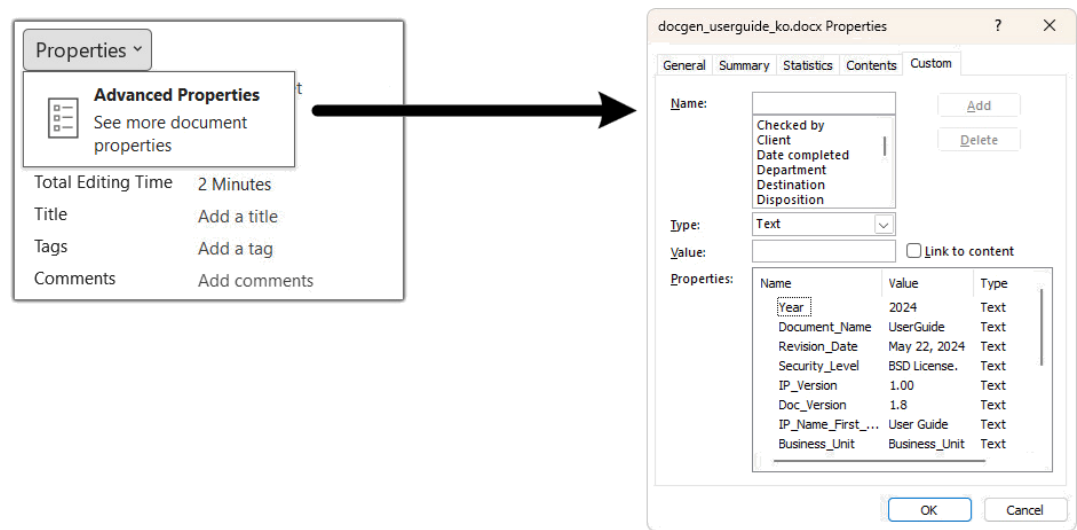 Properties
t
Advanced Properties
See more document
properties
Total Editing Time 2 Minutes
Title Add a title
Tags Add a tag
Comments Add comments
docgen_userguide_ko.docx Properties ? X
General Summary Statistics Contents Custom
Name:
Add
Checked by
Client
Delete
Date completed
Department
Destination
Disposition
Type: Text
Value: Link to content
Properties: Name Value Type
Year 2024 Text
Document_Name UserGuide Text
Revision_Date May 22, 2024 Text
Security_Level BSD License. Text
IP_Version 1.00 Text
Doc_Version 1.8 Text
IP_Name_First_... User Guide Text
Business_Unit Business_Unit Text
OK Cancel